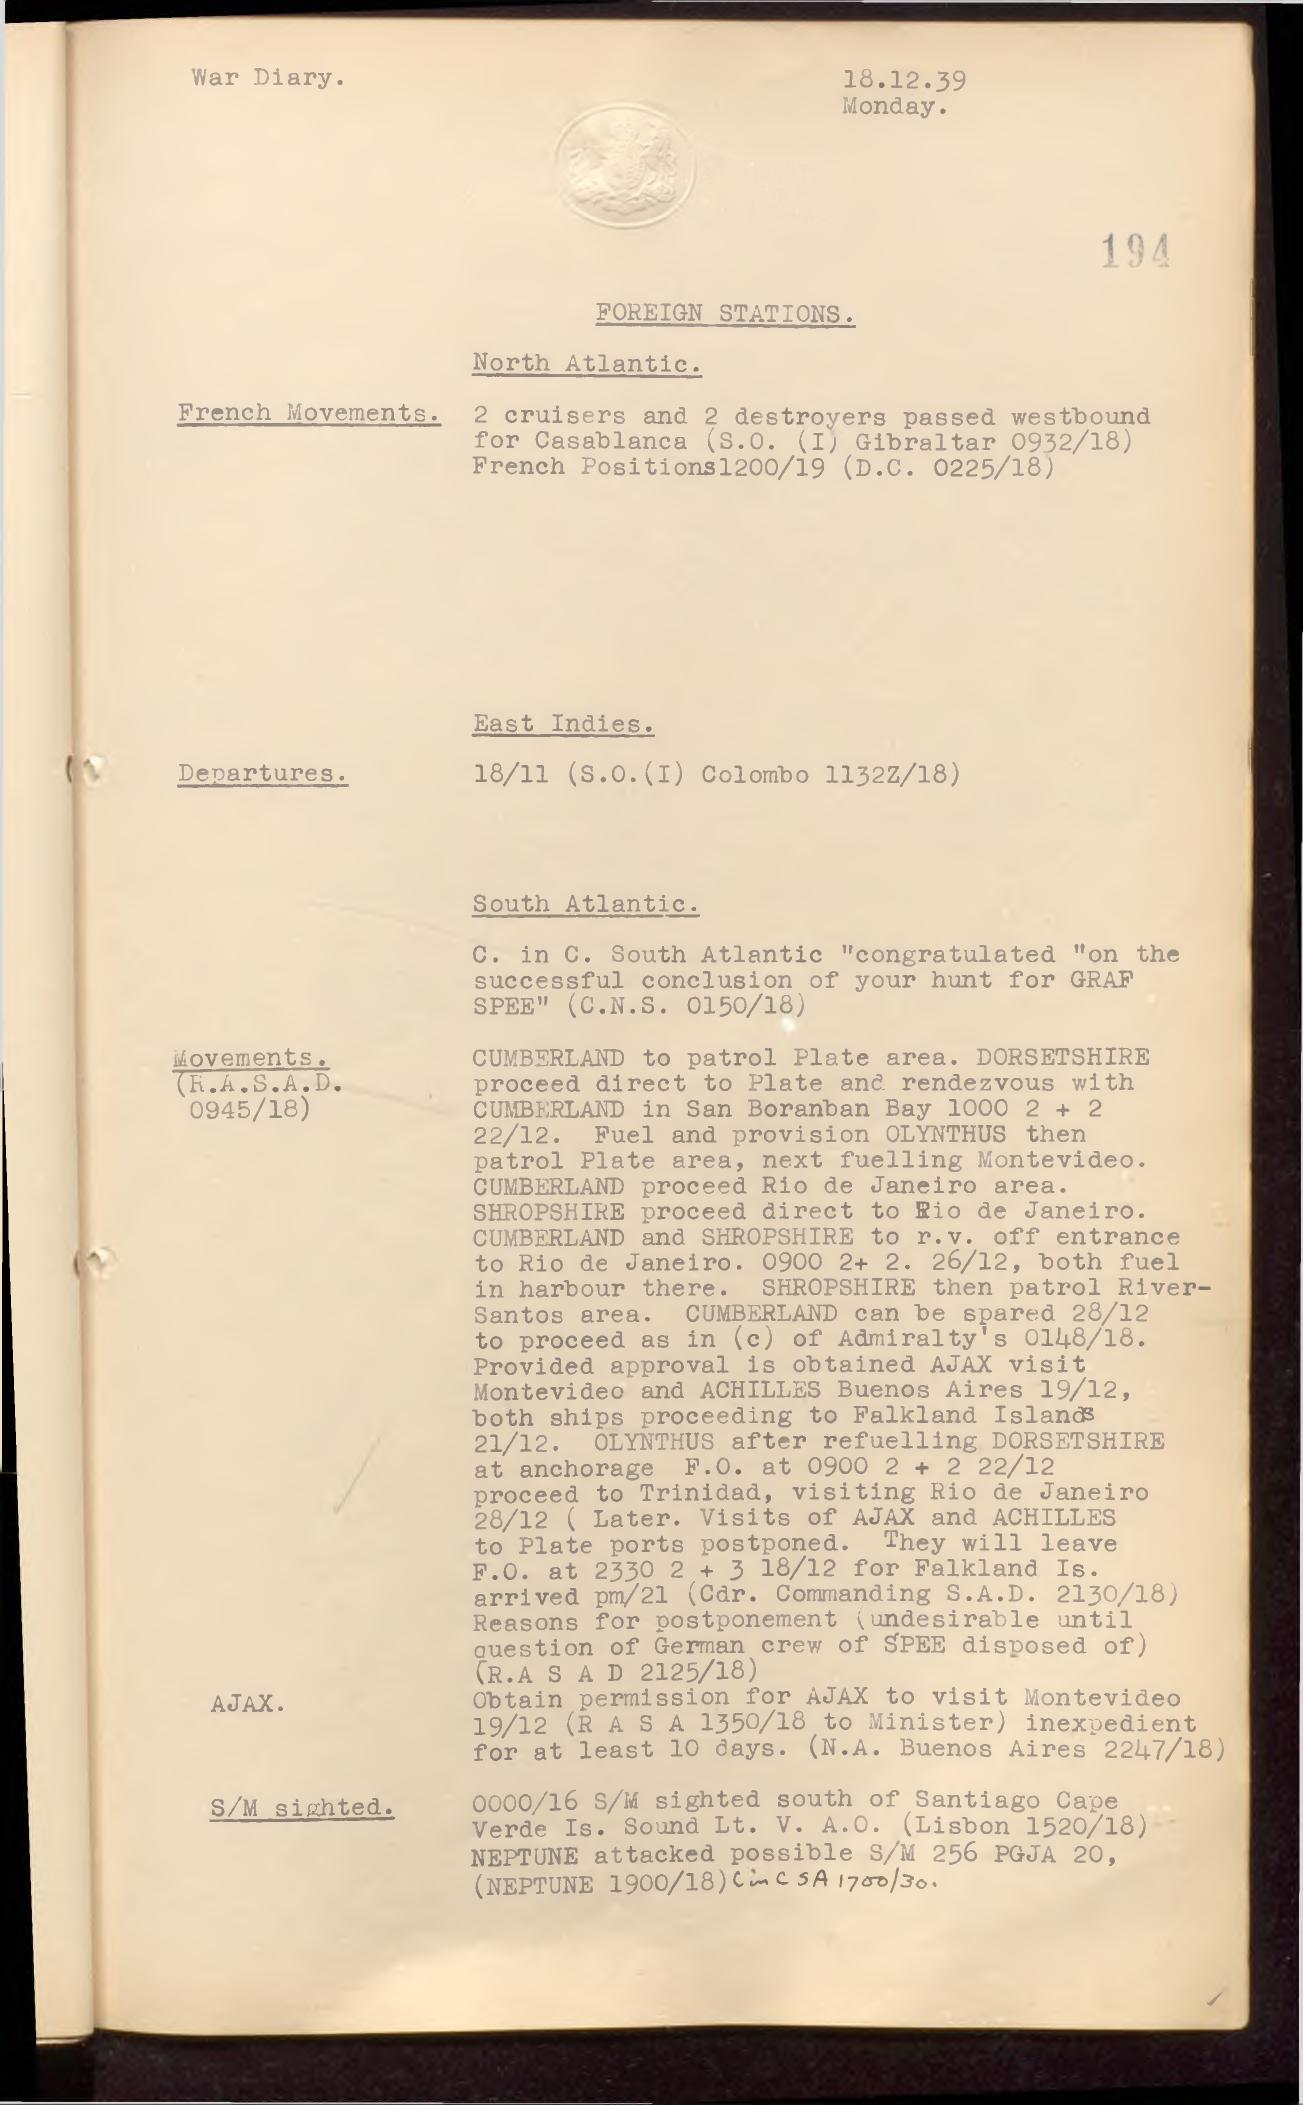 War Diary.
18.12.39
Monday.
194
FOREIGN STATIONS.
North Atlantic.
French Movements. 2 cruisers and 2 destroyers passed westbound
for Casablanca (S.O. (I) Gibraltar 0932/18)
French Positions1200/19 (D.C. 0225/18)
East Indies.
Departures. 18/11 (S.O.(I) Colombo 1132Z/18)
South Atlantic.
C. in C. South Atlantic "congratulated "on the
successful conclusion of your hunt for GRAF
SPEE" (C.N.S. 0150/18)
Movements. CUMBERLAND to patrol Plate area. DORSETSHIRE
(R.A.S.A.D. proceed direct to Plate and rendezvous with
0945/18) CUMBERLAND in San Boranban Bay 1000 2 + 2
22/12. Fuel and provision OLYNTHUS then
patrol Plate area, next fuelling Montevideo.
CUMBERLAND proceed Rio de Janeiro area.
SHROPSHIRE proceed direct to Rio de Janeiro.
CUMBERLAND and SHROPSHIRE to r.v. off entrance
to Rio de Janeiro. 0900 2+ 2. 26/12, both fuel
in harbour there. SHROPSHIRE then patrol River-
Santos area. CUMBERLAND can be spared 28/12
to proceed as in (c) of Admiralty's 0148/18.
Provided approval is obtained AJAX visit
Montevideo and ACHILLES Buenos Aires 19/12,
both ships proceeding to Falkland Islands
21/12. OLYNTHUS after refuelling DORSETSHIRE
at anchorage F.O. at 0900 2 + 2 22/12
proceed to Trinidad, visiting Rio de Janeiro
28/12 ( Later. Visits of AJAX and ACHILLES
to Plate ports postponed. They will leave
F.O. at 2330 2 + 3 18/12 for Falkland Is.
arrived pm/21 (Cdr. Commanding S.A.D. 2130/18)
Reasons for postponement (undesirable until
question of German crew of SPEE disposed of)
(R.A S A D 2125/18)
AJAX. Obtain permission for AJAX to visit Montevideo
19/12 (R A S A 1350/18 to Minister) inexpedient
for at least 10 days. (N.A. Buenos Aires 2247/18)
S/M sighted. 0000/16 S/M sighted south of Santiago Cape
Verde Is. Sound Lt. V. A.O. (Lisbon 1520/18)
NEPTUNE attacked possible S/M 256 PGJA 20,
(NEPTUNE 1900/18) C in C SA 1700/30.